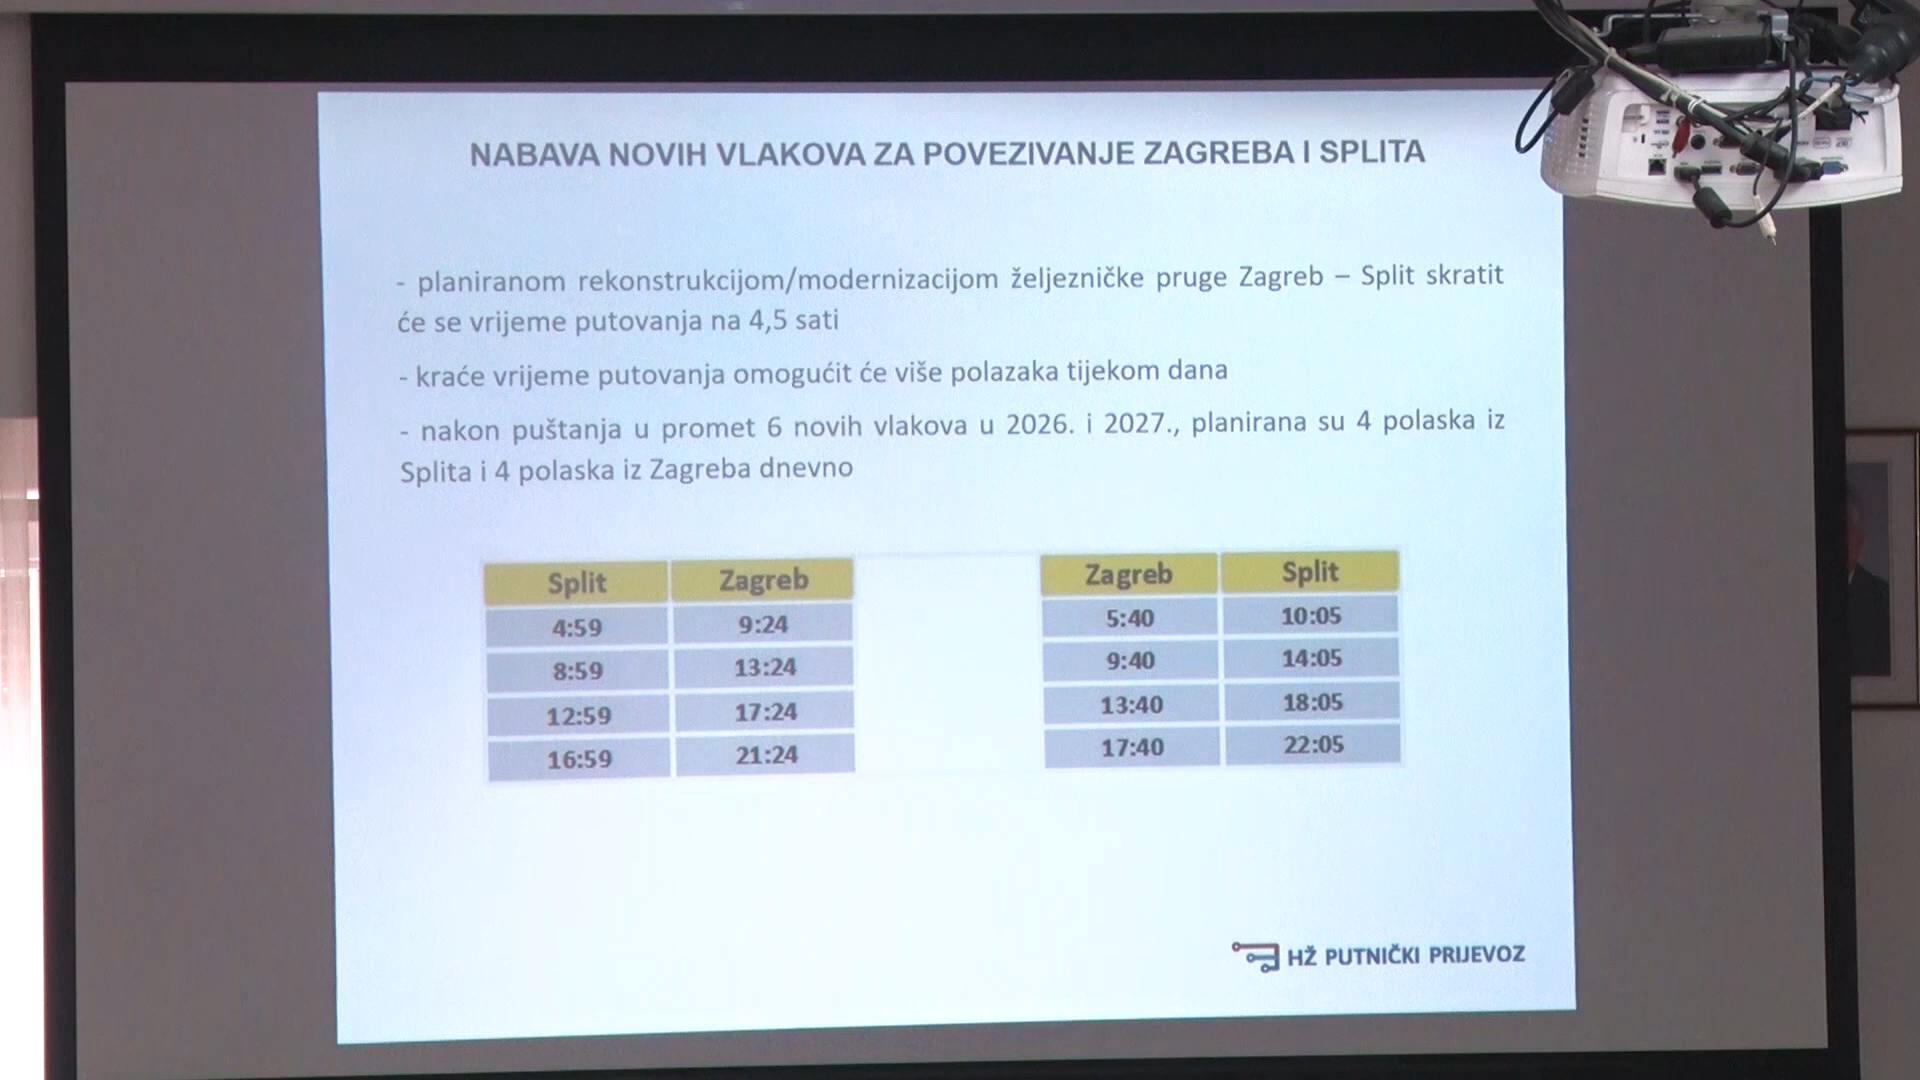 NABAVA NOVIH VLAKOVA ZA POVEZIVANJE ZAGREBA I SPLITA
- planiranom rekonstrukcijom/modernizacijom željezničke pruge Zagreb – Split skratit
će se vrijeme putovanja na 4,5 sati
- kraće vrijeme putovanja omogućit će više polazaka tijekom dana
- nakon puštanja u promet 6 novih vlakova u 2026. i 2027., planirana su 4 polaska iz
Splita i 4 polaska iz Zagreba dnevno
Split Zagreb
4:59 9:24
8:59 13:24
12:59 17:24
16:59 21:24
Zagreb Split
5:40 10:05
9:40 14:05
13:40 18:05
17:40 22:05
HŽ PUTNIČKI PRIJEVOZ